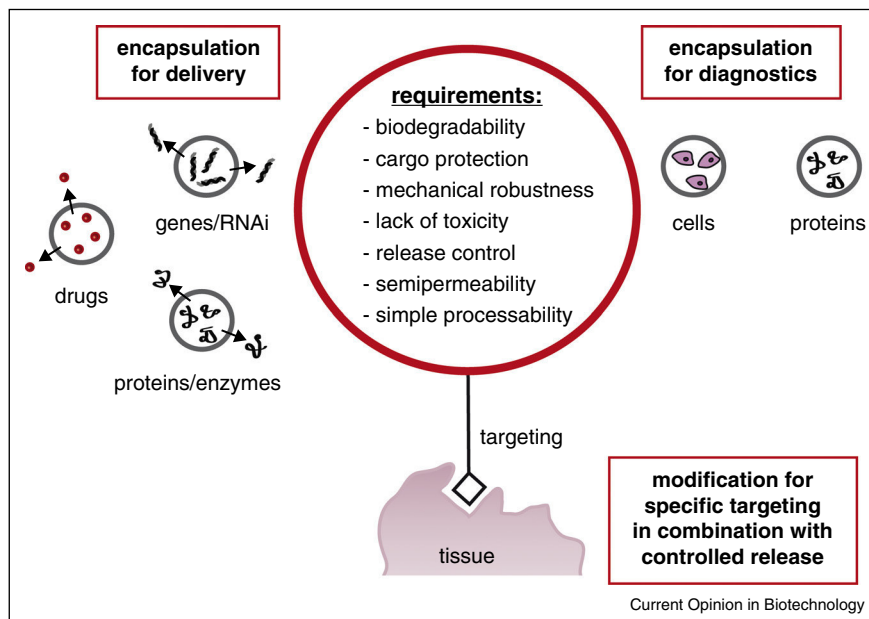 encapsulation
for delivery
encapsulation
for diagnostics
requirements:
- biodegradability
- cargo protection
- mechanical robustness
- lack of toxicity
- release control
- semipermeability
- simple processability
genes/RNAi
drugs
proteins/enzymes
cells
proteins
targeting
tissue
modification for
specific targeting
in combination with
controlled release
Current Opinion in Biotechnology